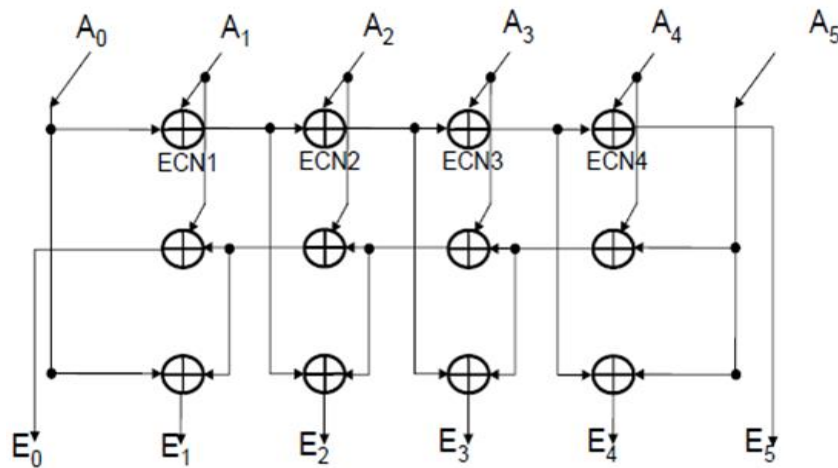 A₀ A₁ A₂ A₃ A₄ A₅
ECN1 ECN2 ECN3 ECN4
E₀ E₁ E₂ E₃ E₄ E₅